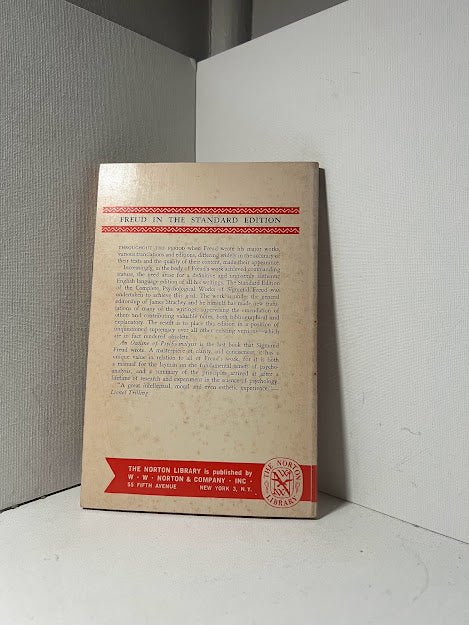 FREUD IN THE STANDARD EDITION
THROUGHOUT THE PERIOD when Freud wrote his major works,
various translations and editions, differing widely in the accuracy of
their texts and the quality of their content, made their appearance.
Increasingly, as the body of Freud's work achieved commanding
stature, the need arose for a definitive and uniformly authentic
English language edition of all his writings. The Standard Edition
of the Complete Psychological Works of Sigmund Freud was
undertaken to achieve this goal. The work is under the general
editorship of James Strachey and he himself has made new trans-
lations of many of the writings, supervising the emendation of
others and contributing valuable notes, both bibliographical and
explanatory. The result is to place this edition in a position of
unquestioned supremacy over all other existing versions which
are in fact rendered obsolete.
An Outline of Psycho-analysis is the last book that Sigmund
Freud wrote. A masterpiece of clarity and conciseness, it has a
unique value in relation to all of Freud's work, for it is both
a manual for the layman in the fundamental tenets of psycho-
analysis, and a summary of the principles arrived at after a
lifetime of research and experiment in the science of psychology.
"A great intellectual, moral and even esthetic experience." —
Lionel Trilling
THE NORTON LIBRARY is published by
W · W · NORTON & COMPANY · INC ·
55 FIFTH AVENUE NEW YORK 3, N.Y.
THE NORTON
LIBRARY